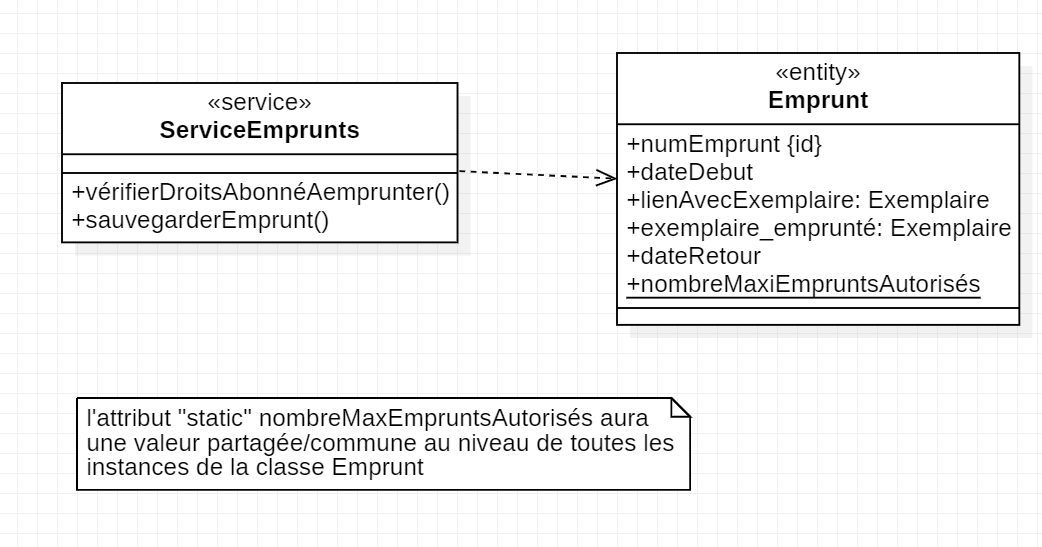 «service»
ServiceEmprunts
+vérifierDroitsAbonnéAemprunter()
+sauvegarderEmprunt()
«entity»
Emprunt
+numEmprunt {id}
+dateDebut
+lienAvecExemplaire: Exemplaire
+exemplaire_emprunté: Exemplaire
+dateRetour
+nombreMaxiEmpruntsAutorisés
l'attribut "static" nombreMaxEmpruntsAutorisés aura
une valeur partagée/commune au niveau de toutes les
instances de la classe Emprunt